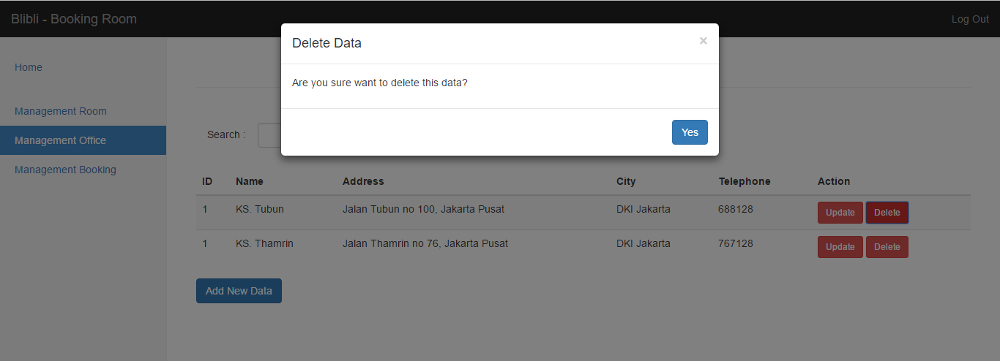 Blibli - Booking Room
Log Out
Delete Data
×
Home
Are you sure want to delete this data?
Management Room
Management Office
Management Booking
Search :
Yes
ID Name Address City Telephone Action
1 KS. Tubun Jalan Tubun no 100, Jakarta Pusat DKI Jakarta 688128 Update Delete
1 KS. Thamrin Jalan Thamrin no 76, Jakarta Pusat DKI Jakarta 767128 Update Delete
Add New Data